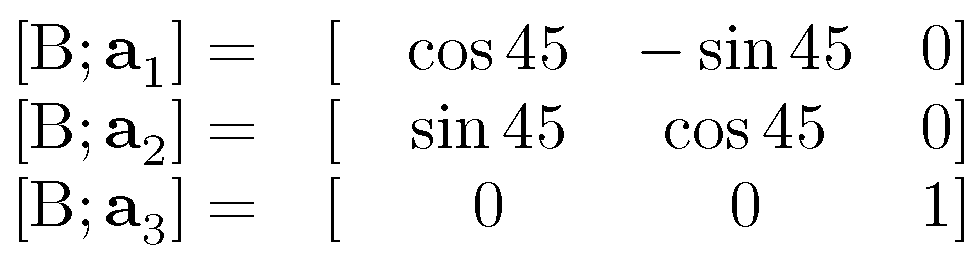 [B; a₁] = [ cos 45 − sin 45 0]
[B; a₂] = [ sin 45 cos 45 0]
[B; a₃] = [ 0 0 1]